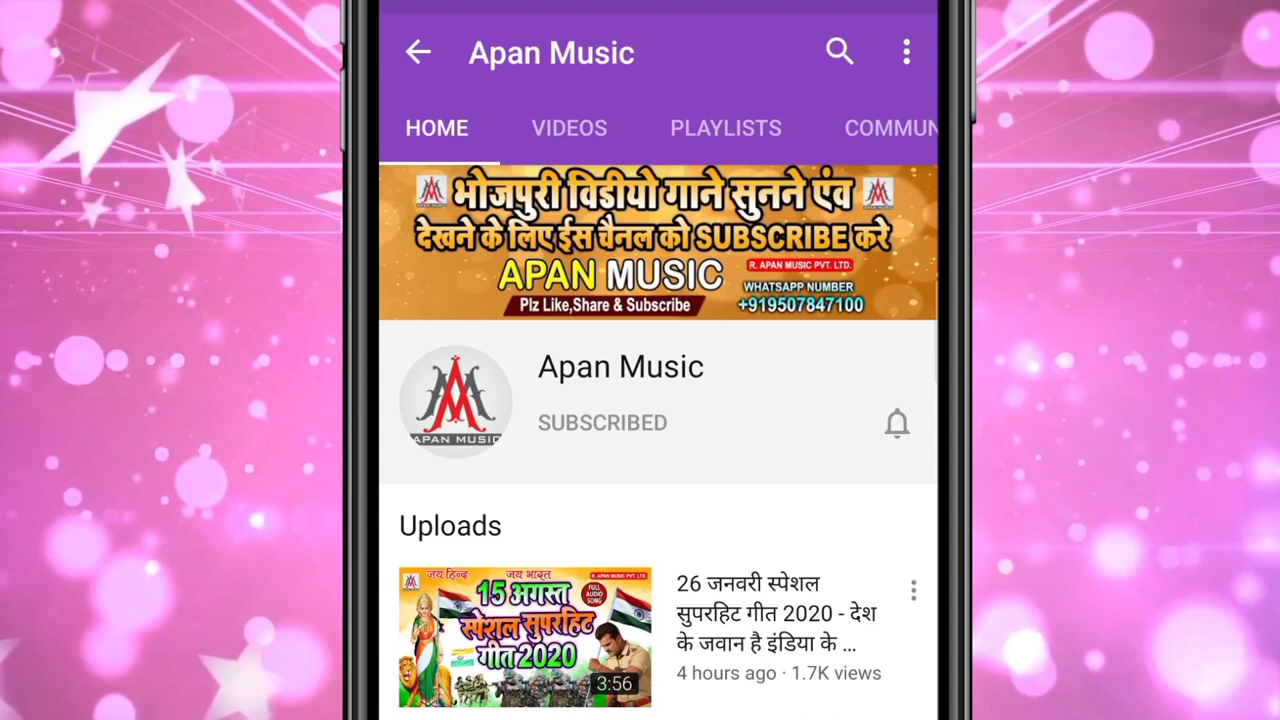 Apan Music
HOME VIDEOS PLAYLISTS COMMUN
भोजपुरी विडीयो गाने सुनने एंव
देखने के लिए ईस चैनल को SUBSCRIBE करे
APAN MUSIC
R. APAN MUSIC PVT. LTD.
WHATSAPP NUMBER
Plz Like,Share & Subscribe
+919507847100
Apan Music
SUBSCRIBED
APAN MUSIC
Uploads
जय हिन्द जय भारत
R. APAN MUSIC PVT. LTD
15 अगस्त
FULL
AUDIO
SONG
स्पेशल सुपरहिट
गीत 2020
3:56
26 जनवरी स्पेशल
सुपरहिट गीत 2020 - देश
के जवान है इंडिया के ...
4 hours ago · 1.7K views